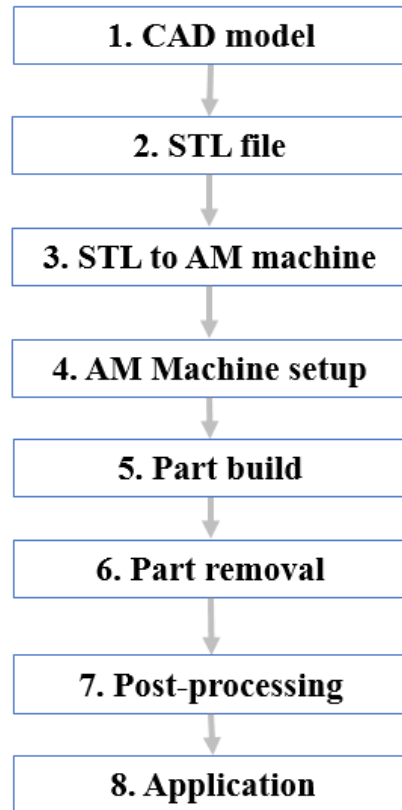 1. CAD model
2. STL file
3. STL to AM machine
4. AM Machine setup
5. Part build
6. Part removal
7. Post-processing
8. Application